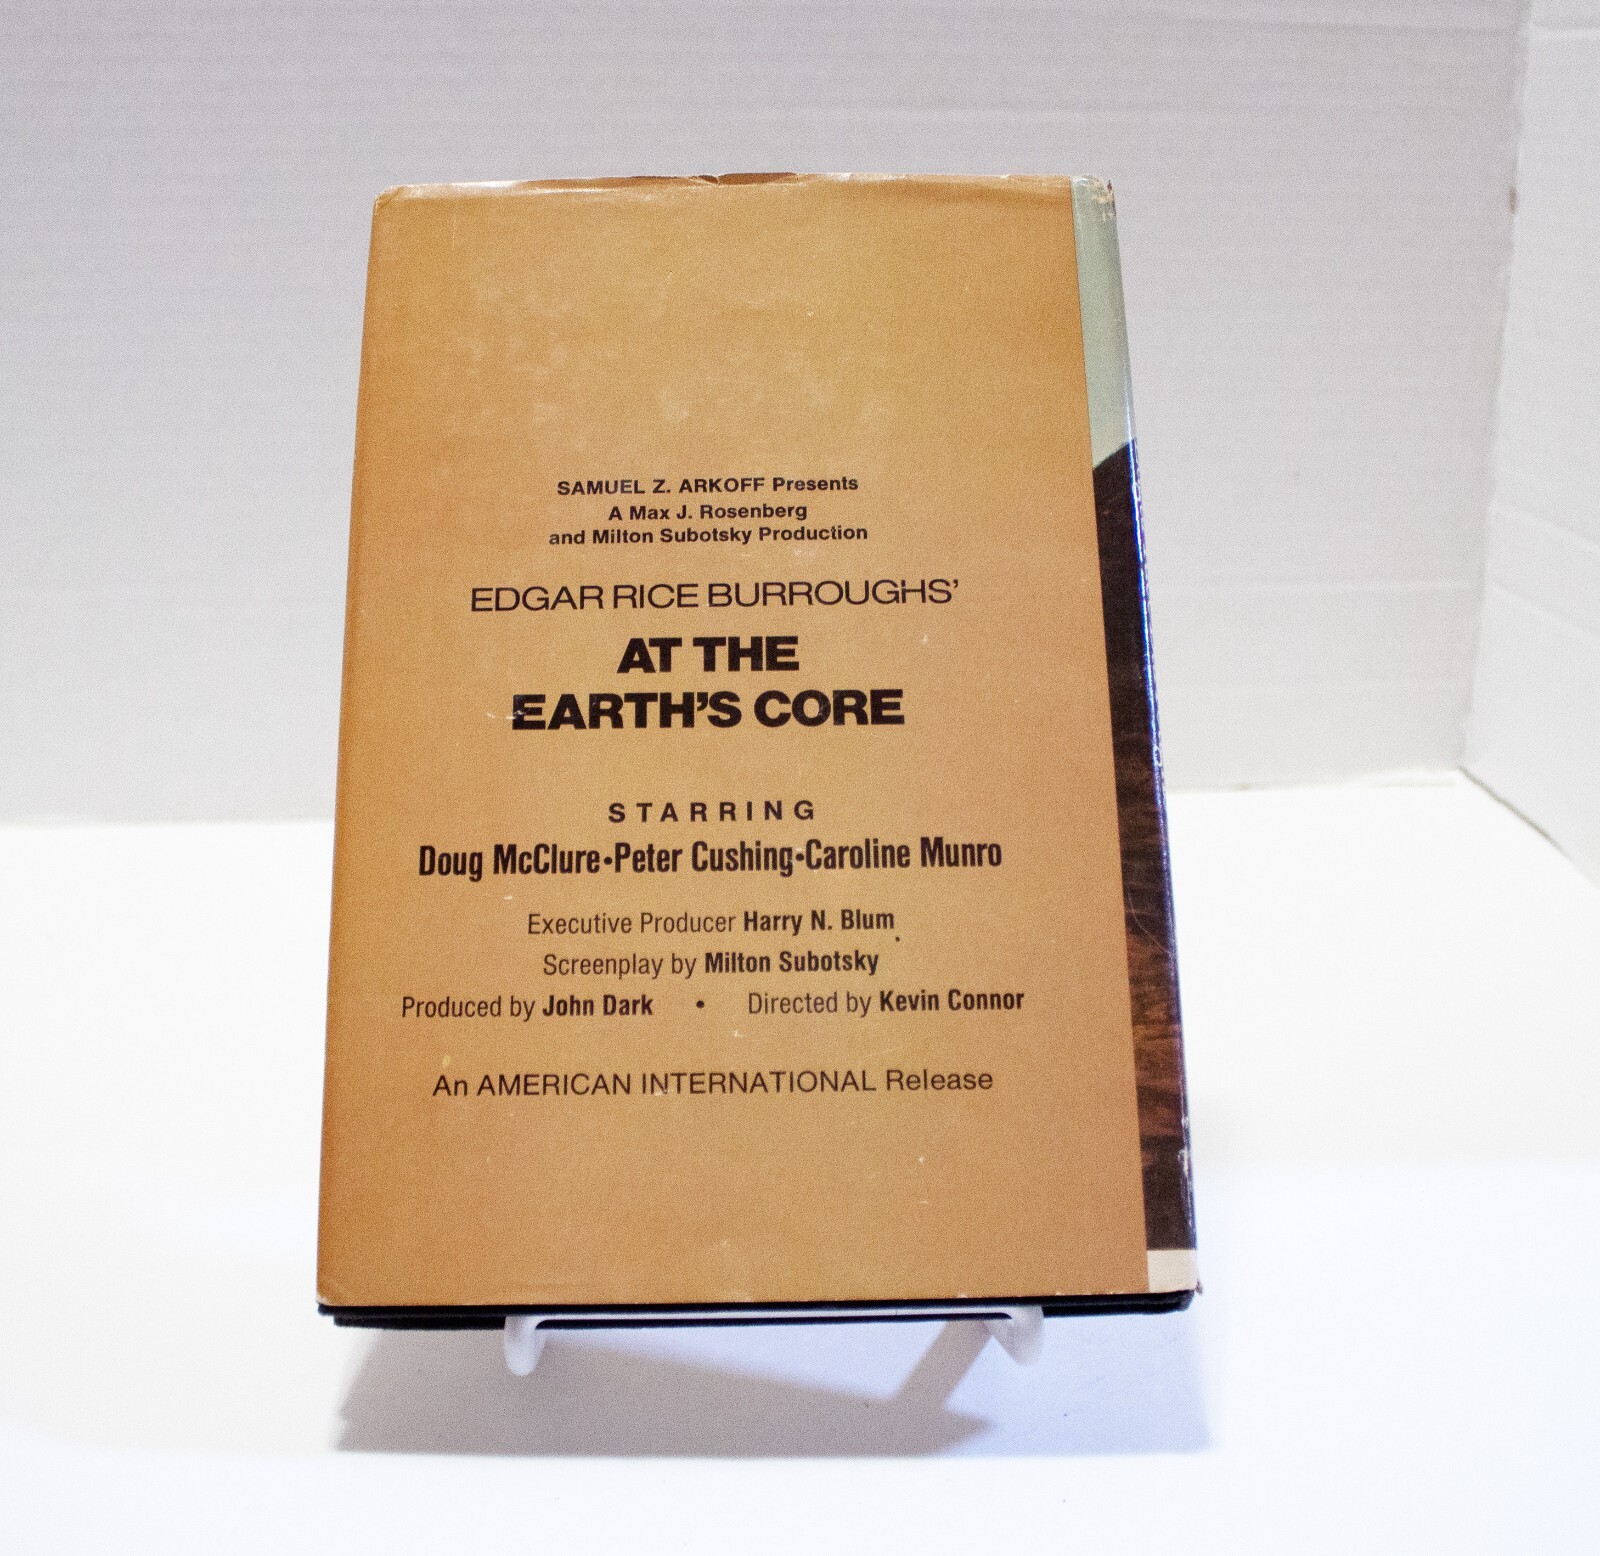 SAMUEL Z. ARKOFF Presents
A Max J. Rosenberg
and Milton Subotsky Production
EDGAR RICE BURROUGHS’
AT THE
EARTH’S CORE
STARRING
Doug McClure•Peter Cushing•Caroline Munro
Executive Producer Harry N. Blum
Screenplay by Milton Subotsky
Produced by John Dark • Directed by Kevin Connor
An AMERICAN INTERNATIONAL Release